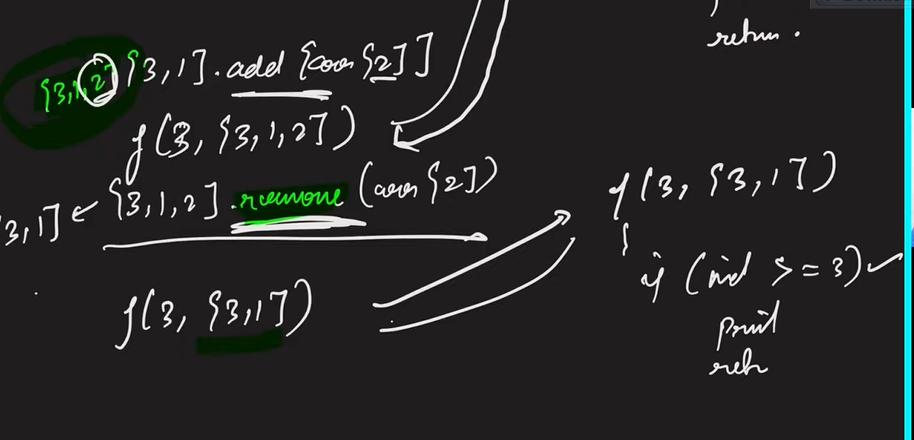 return.
{3,1,2} {3,1].add {arr {2]]
f(3, {3,1,2])
3,1] ← {3,1,2].remove (arr {2])
f(3, {3,1])
f(3, {3,1])
{
if (ind >= 3) ✓
print
retn